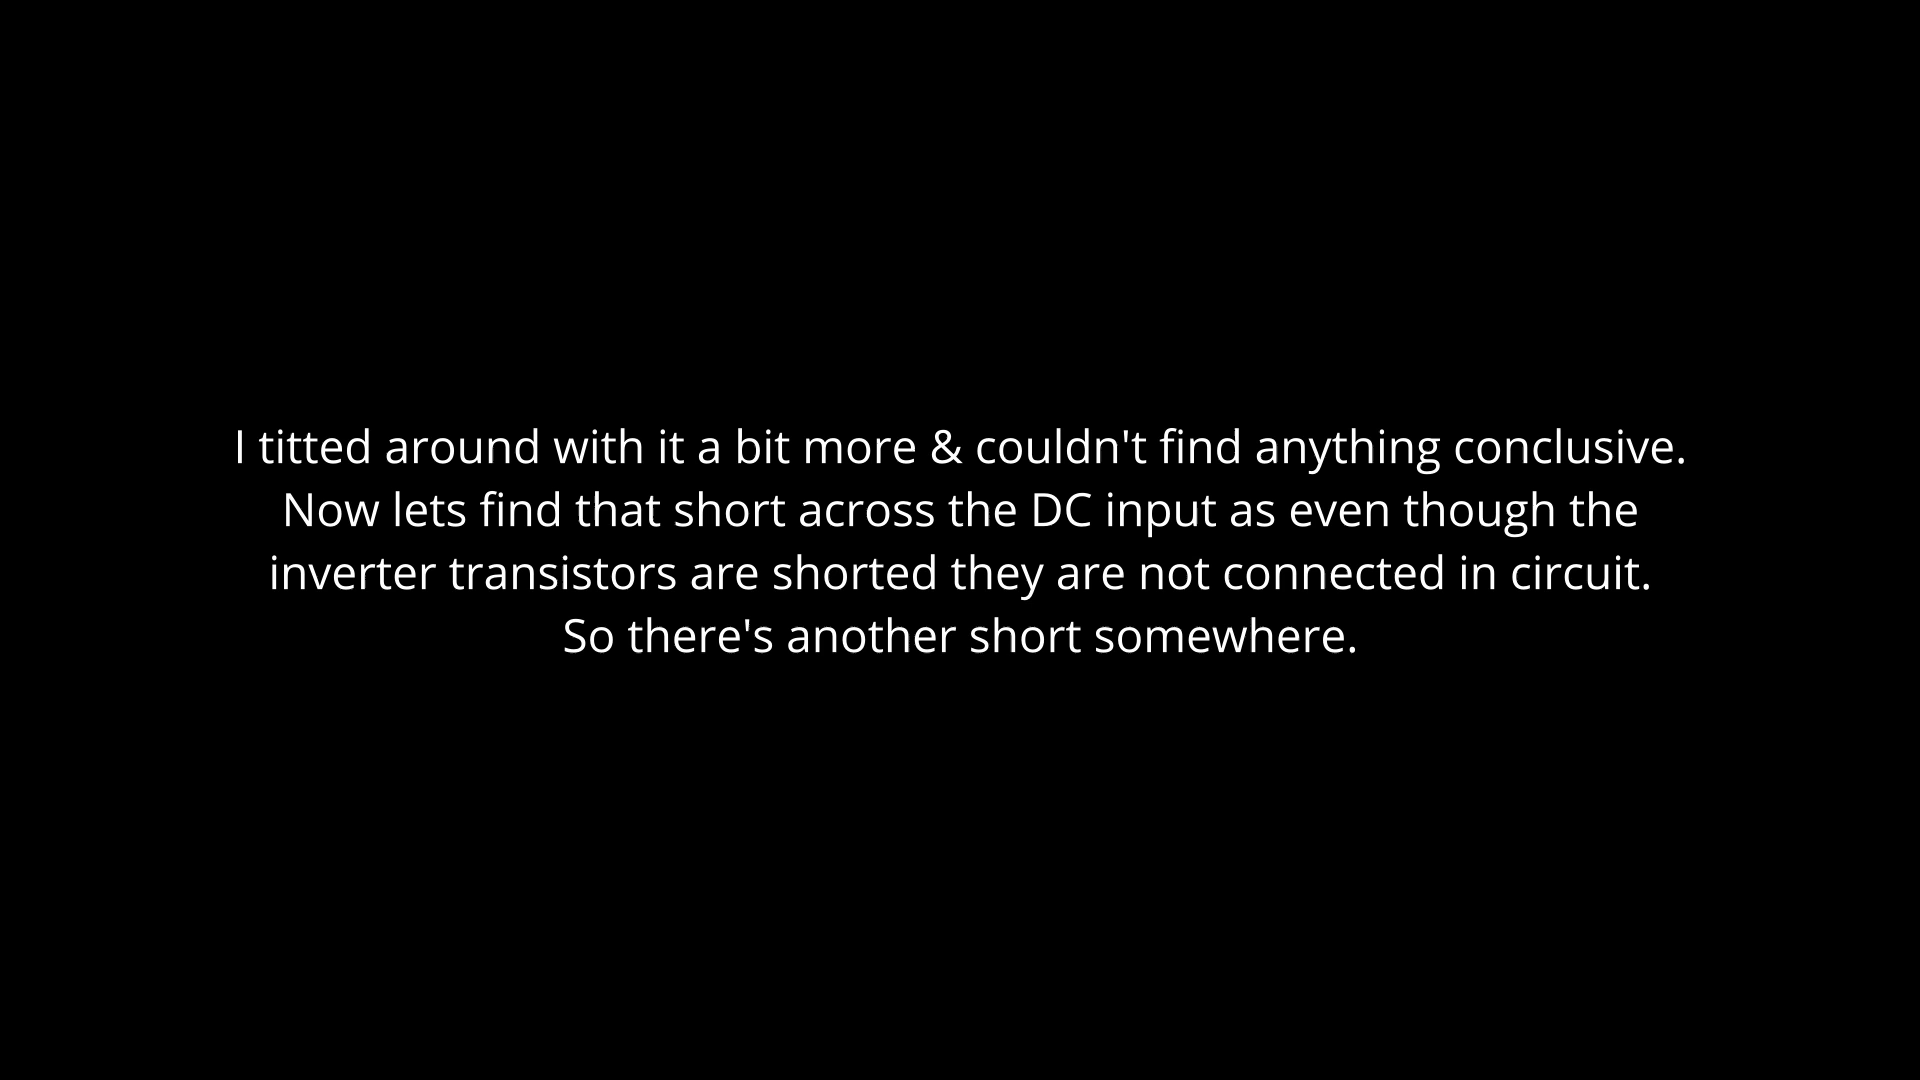 I titted around with it a bit more & couldn't find anything conclusive.
Now lets find that short across the DC input as even though the
inverter transistors are shorted they are not connected in circuit.
So there's another short somewhere.